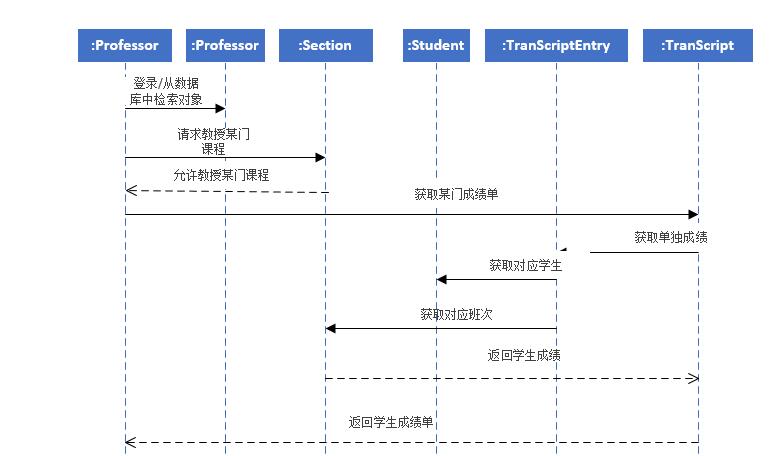 :Professor
:Professor
:Section
:Student
:TranScriptEntry
:TranScript
登录/从数据
库中检索对象
请求教授某门
课程
允许教授某门课程
获取某门成绩单
获取单独成绩
获取对应学生
获取对应班次
返回学生成绩
返回学生成绩单